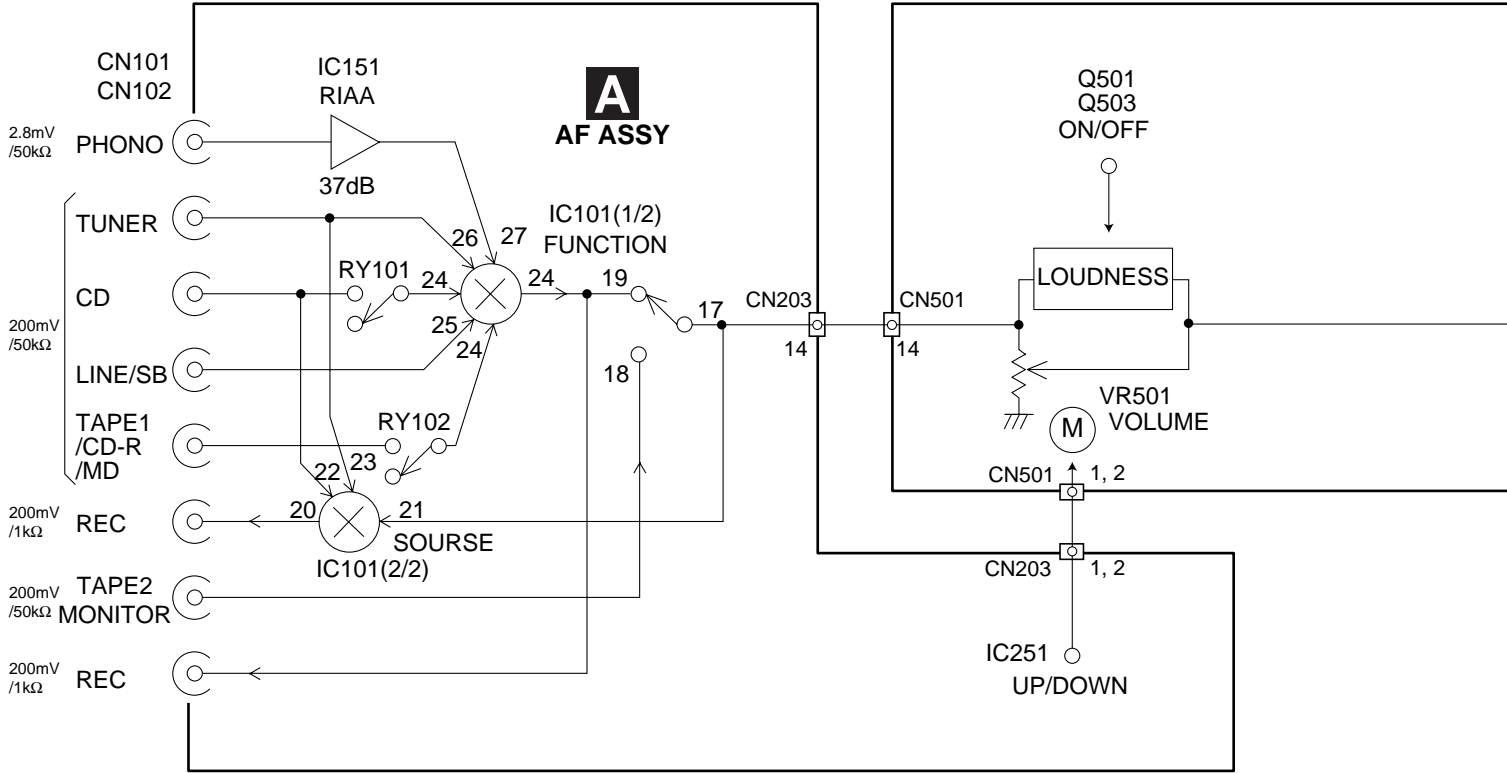 CN101
CN102
IC151
RIAA
A
AF ASSY
Q501
Q503
ON/OFF
2.8mV
/50kΩ
PHONO
37dB
TUNER
26
27
IC101(1/2)
FUNCTION
RY101
24
24
19
CD
LOUDNESS
200mV
/50kΩ
25
24
17
CN203
14
CN501
14
LINE/SB
18
VR501
VOLUME
M
TAPE1
/CD-R
/MD
RY102
22
23
CN501
1, 2
200mV
/1kΩ
REC
20
21
SOURSE
IC101(2/2)
CN203
1, 2
200mV
/50kΩ
TAPE2
MONITOR
IC251
UP/DOWN
200mV
/1kΩ
REC